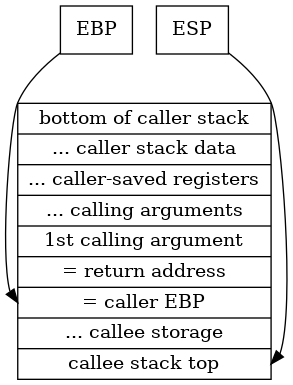 EBP
ESP
bottom of caller stack
... caller stack data
... caller-saved registers
... calling arguments
1st calling argument
= return address
= caller EBP
... callee storage
callee stack top